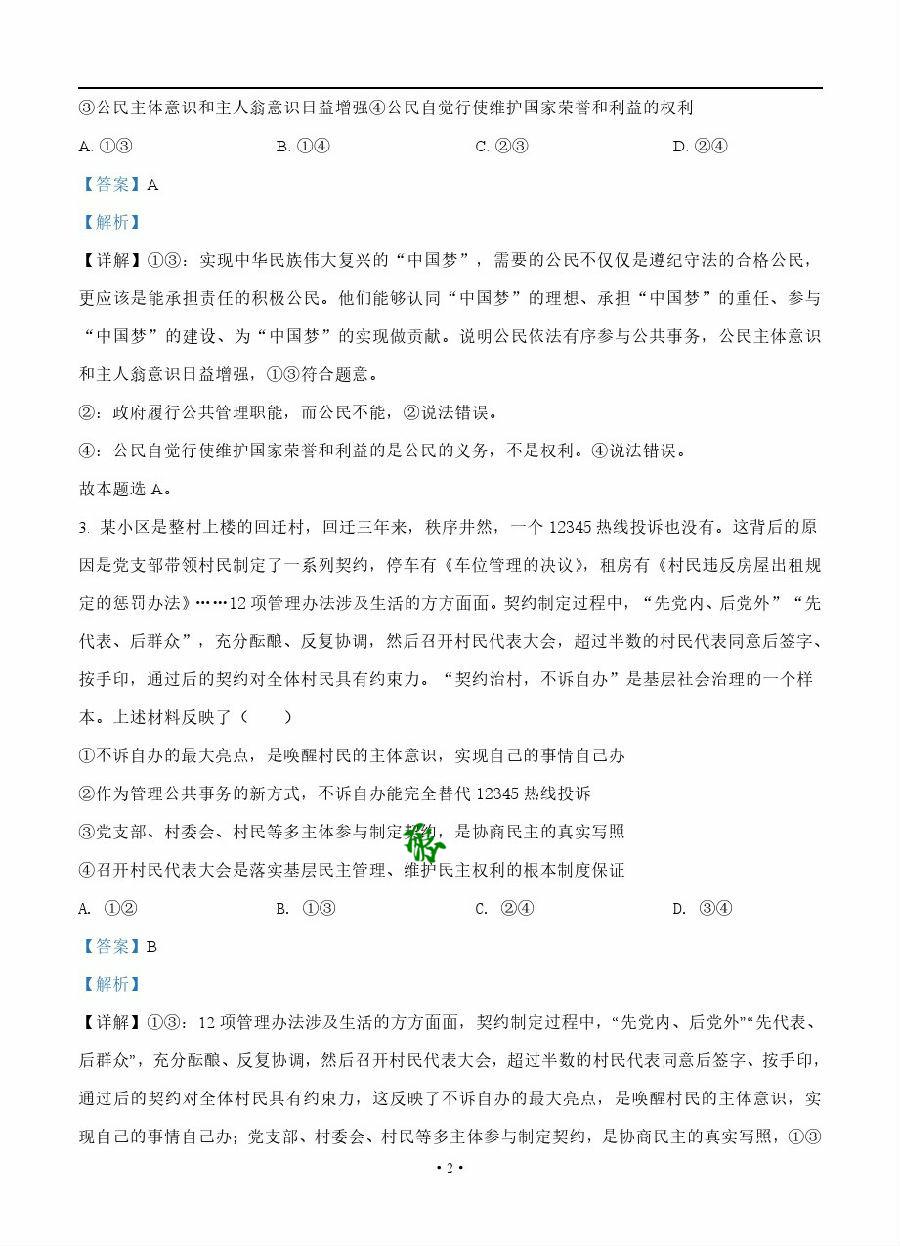 ③公民主体意识和主人翁意识日益增强④公民自觉行使维护国家荣誉和利益的权利
A. ①③ B. ①④ C. ②③ D. ②④
【答案】A
【解析】
【详解】①③：实现中华民族伟大复兴的“中国梦”，需要的公民不仅仅是遵纪守法的合格公民，
更应该是能承担责任的积极公民。他们能够认同“中国梦”的理想、承担“中国梦”的重任、参与
“中国梦”的建设、为“中国梦”的实现做贡献。说明公民依法有序参与公共事务，公民主体意识
和主人翁意识日益增强，①③符合题意。
②：政府履行公共管理职能，而公民不能，②说法错误。
④：公民自觉行使维护国家荣誉和利益的是公民的义务，不是权利。④说法错误。
故本题选A。
3. 某小区是整村上楼的回迁村，回迁三年来，秩序井然，一个12345热线投诉也没有。这背后的原
因是党支部带领村民制定了一系列契约，停车有《车位管理的决议》，租房有《村民违反房屋出租规
定的惩罚办法》……12项管理办法涉及生活的方方面面。契约制定过程中，“先党内、后党外”“先
代表、后群众”，充分酝酿、反复协调，然后召开村民代表大会，超过半数的村民代表同意后签字、
按手印，通过后的契约对全体村民具有约束力。“契约治村，不诉自办”是基层社会治理的一个样
本。上述材料反映了（　　）
①不诉自办的最大亮点，是唤醒村民的主体意识，实现自己的事情自己办
②作为管理公共事务的新方式，不诉自办能完全替代12345热线投诉
③党支部、村委会、村民等多主体参与制定契约，是协商民主的真实写照
④召开村民代表大会是落实基层民主管理、维护民主权利的根本制度保证
A. ①② B. ①③ C. ②④ D. ③④
【答案】B
【解析】
【详解】①③：12项管理办法涉及生活的方方面面，契约制定过程中，“先党内、后党外”“先代表、
后群众”，充分酝酿、反复协调，然后召开村民代表大会，超过半数的村民代表同意后签字、按手印，
通过后的契约对全体村民具有约束力，这反映了不诉自办的最大亮点，是唤醒村民的主体意识，实
现自己的事情自己办；党支部、村委会、村民等多主体参与制定契约，是协商民主的真实写照，①③
·2·